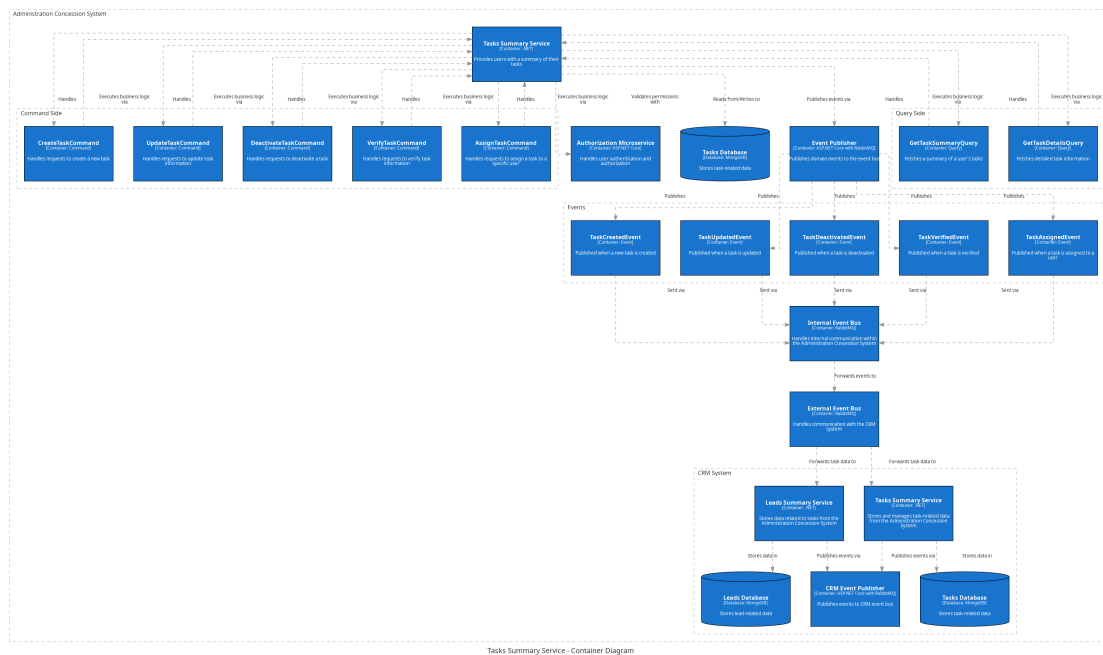 Administration Concession System
Tasks Summary Service
[Container: .NET]
Provides users with a summary of their
tasks
Handles
Executes business logic
via
Handles
Executes business logic
via
Handles
Executes business logic
via
Handles
Executes business logic
via
Handles
Executes business logic
via
Validates permissions
with
Reads from/Writes to
Publishes events via
Handles
Executes business logic
via
Handles
Executes business logic
via
Command Side
Query Side
CreateTaskCommand
[Container: Command]
Handles requests to create a new task
UpdateTaskCommand
[Container: Command]
Handles requests to update task
information
DeactivateTaskCommand
[Container: Command]
Handles requests to deactivate a task
VerifyTaskCommand
[Container: Command]
Handles requests to verify task
information
AssignTaskCommand
[Container: Command]
Handles requests to assign a task to a
specific user
Authorization Microservice
[Container: ASP.NET Core]
Handles user authentication and
authorization
Tasks Database
[Database: MongoDB]
Stores task-related data
Event Publisher
[Container: ASP.NET Core with RabbitMQ]
Publishes domain events to the event bus
GetTaskSummaryQuery
[Container: Query]
Fetches a summary of a user's tasks
GetTaskDetailsQuery
[Container: Query]
Fetches detailed task information
Publishes
Publishes
Publishes
Publishes
Publishes
Events
TaskCreatedEvent
[Container: Event]
Published when a new task is created
TaskUpdatedEvent
[Container: Event]
Published when a task is updated
TaskDeactivatedEvent
[Container: Event]
Published when a task is deactivated
TaskVerifiedEvent
[Container: Event]
Published when a task is verified
TaskAssignedEvent
[Container: Event]
Published when a task is assigned to a
user
Sent via
Sent via
Sent via
Sent via
Sent via
Internal Event Bus
[Container: RabbitMQ]
Handles internal communication within
the Administration Concession System
Forwards events to
External Event Bus
[Container: RabbitMQ]
Handles communication with the CRM
system
Forwards task data to
Forwards task data to
CRM System
Leads Summary Service
[Container: .NET]
Stores data related to tasks from the
Administration Concession System
Tasks Summary Service
[Container: .NET]
Stores and manages task-related data
from the Administration Concession
System
Stores data in
Publishes events via
Publishes events via
Stores data in
Leads Database
[Database: MongoDB]
Stores lead-related data
CRM Event Publisher
[Container: ASP.NET Core with RabbitMQ]
Publishes events to CRM event bus
Tasks Database
[Database: MongoDB]
Stores task-related data
Tasks Summary Service - Container Diagram